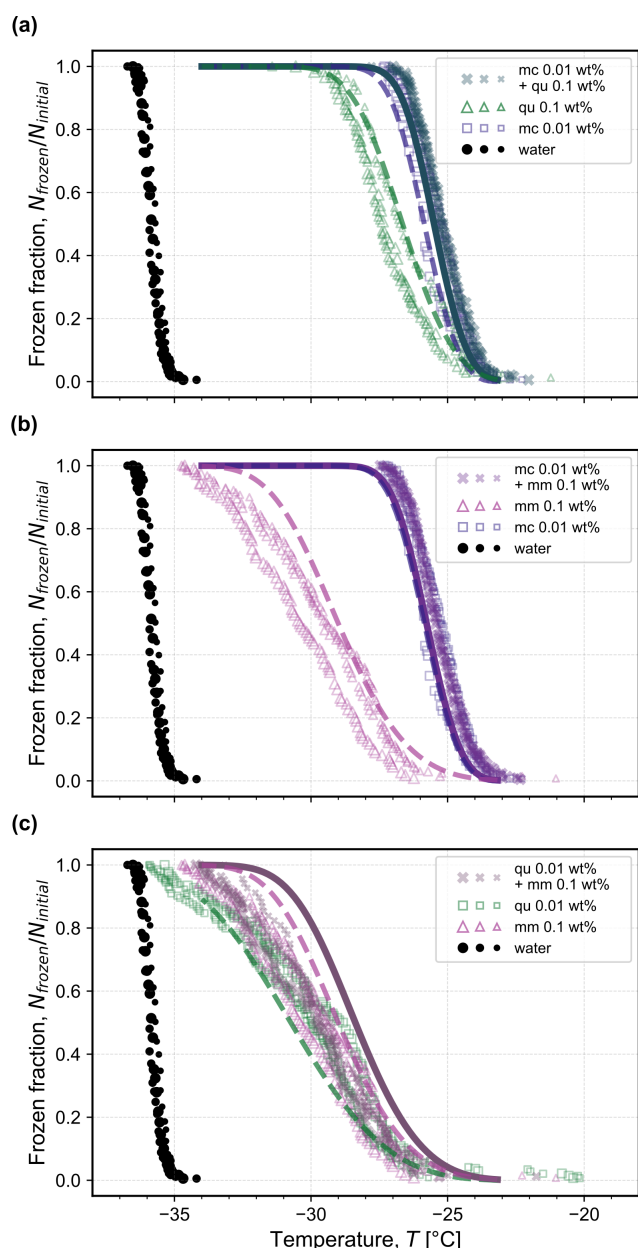 (a)
1.0
0.8
0.6
0.4
0.2
0.0
Frozen fraction, N_frozen/N_initial
mc 0.01 wt%
+ qu 0.1 wt%
qu 0.1 wt%
mc 0.01 wt%
water
(b)
1.0
0.8
0.6
0.4
0.2
0.0
Frozen fraction, N_frozen/N_initial
mc 0.01 wt%
+ mm 0.1 wt%
mm 0.1 wt%
mc 0.01 wt%
water
(c)
1.0
0.8
0.6
0.4
0.2
0.0
Frozen fraction, N_frozen/N_initial
qu 0.01 wt%
+ mm 0.1 wt%
qu 0.01 wt%
mm 0.1 wt%
water
−35
−30
−25
−20
Temperature, T [°C]